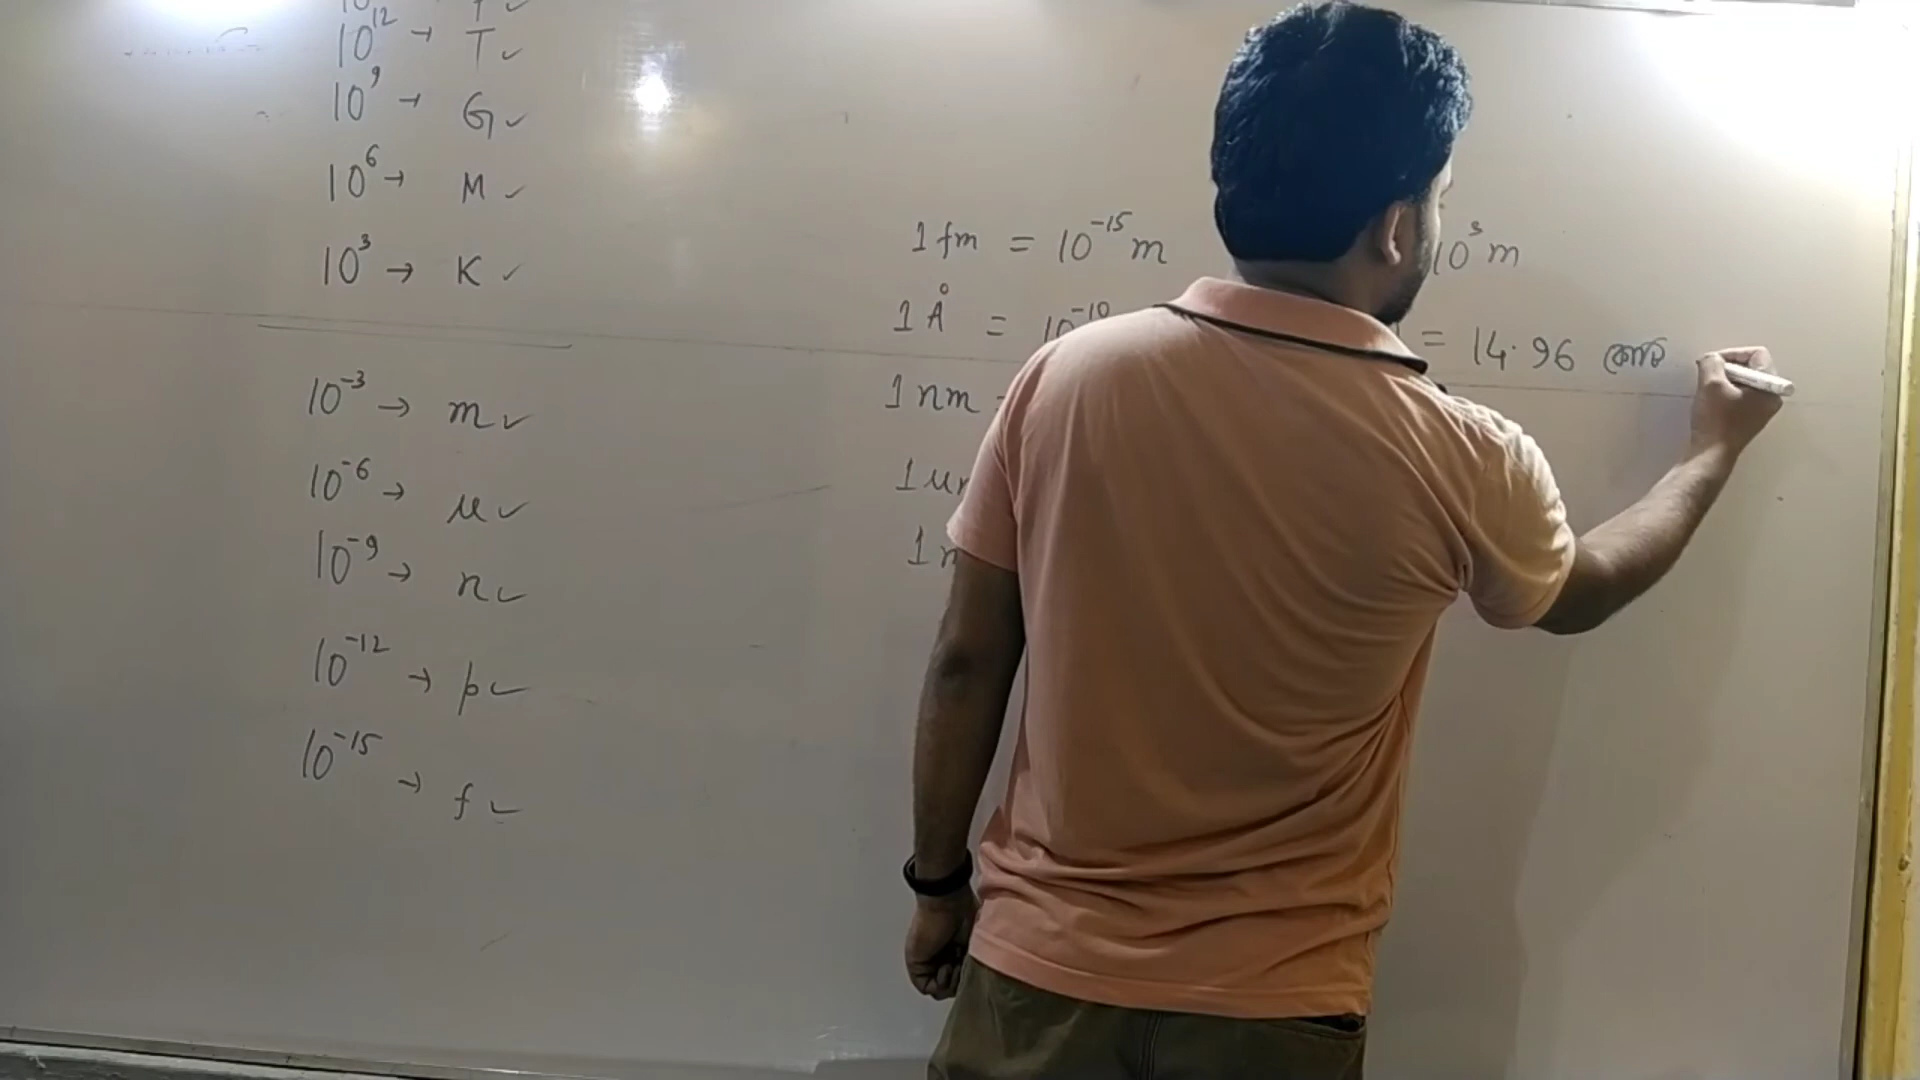 10¹² → T ✓
10⁹ → G ✓
10⁶ → M ✓
10³ → K ✓
10⁻³ → m ✓
10⁻⁶ → μ ✓
10⁻⁹ → n ✓
10⁻¹² → p ✓
10⁻¹⁵ → f ✓
1 fm = 10⁻¹⁵ m
1 Å = 10⁻¹⁰
1 nm
1 μ
1
10³ m
= 14.96 কোটি